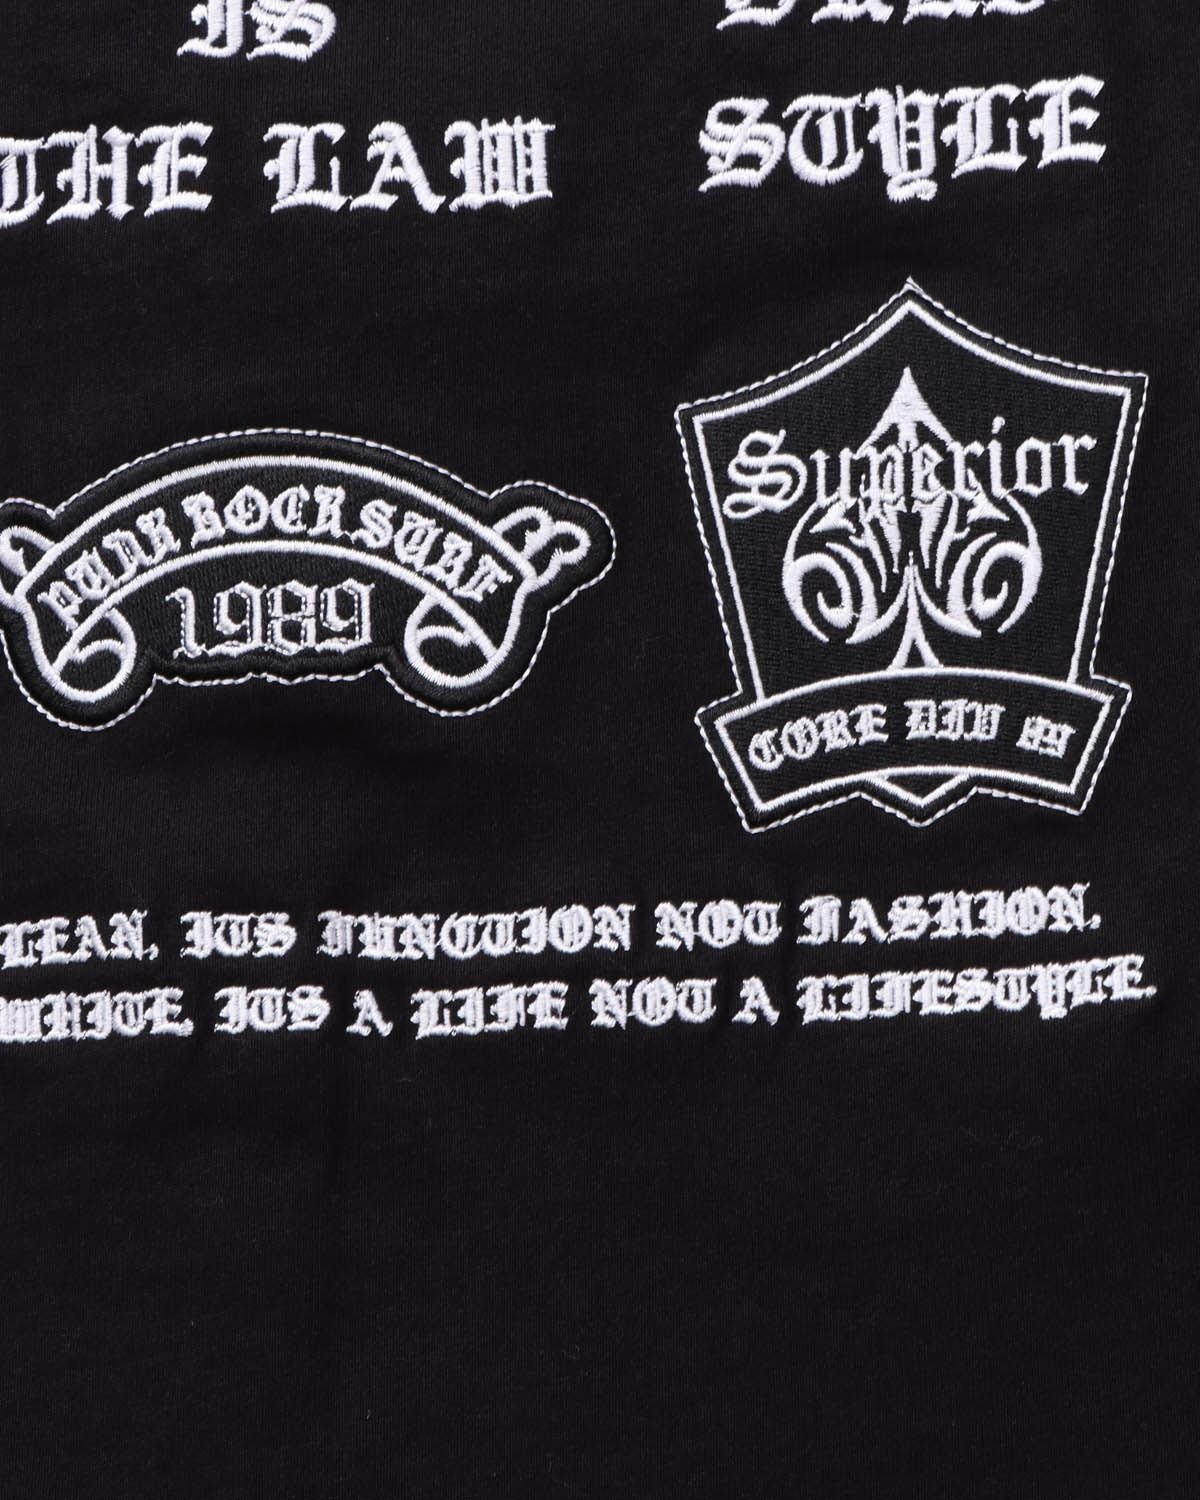 IS
THE LAW
STYLE
PUNK ROCK SURF
1989
Superior
CORE DIV 89
LEAN, ITS FUNCTION NOT FASHION.
WHITE, ITS A LIFE NOT A LIFESTYLE.